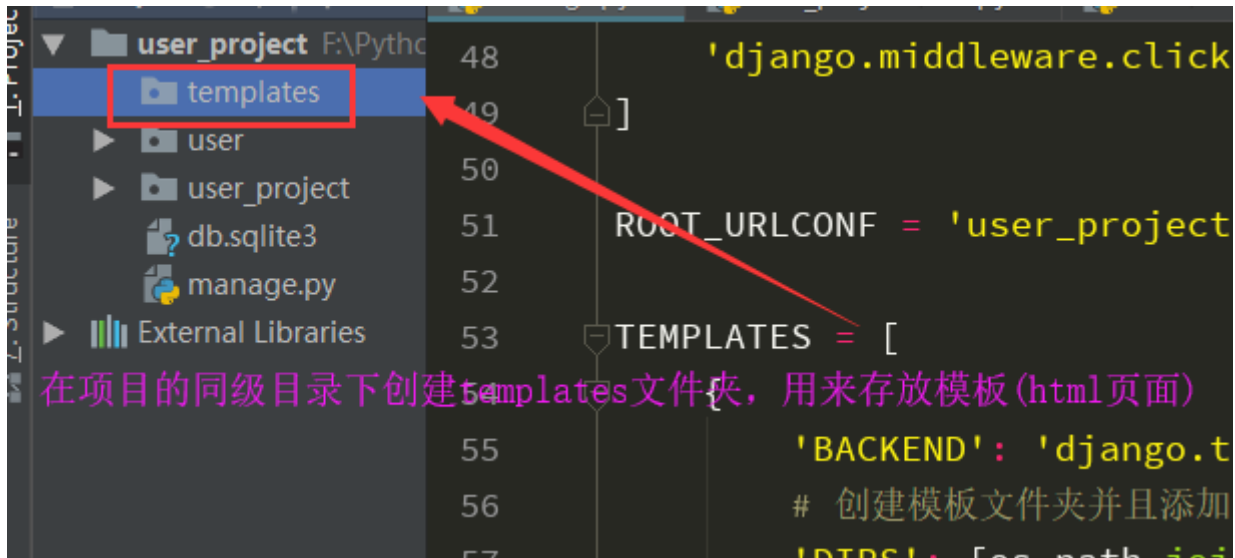 user_project F:\Pythc
templates
user
user_project
db.sqlite3
manage.py
External Libraries
48 'django.middleware.click
49 ]
50
51 ROOT_URLCONF = 'user_project
52
53 TEMPLATES = [
在项目的同级目录下创建templates文件夹，用来存放模板(html页面)
54 {
55 'BACKEND': 'django.t
56 # 创建模板文件夹并且添加